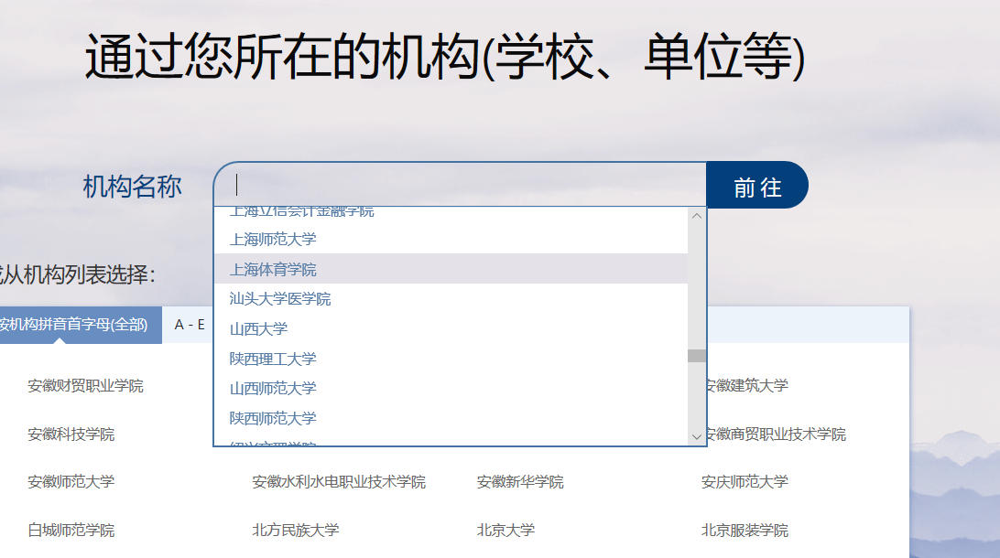 通过您所在的机构(学校、单位等)
机构名称
前往
上海立信会计金融学院
上海师范大学
从机构列表选择：
上海体育学院
汕头大学医学院
按机构拼音首字母(全部) A - E
山西大学
陕西理工大学
安徽财贸职业学院 安徽建筑大学
山西师范大学
陕西师范大学
安徽科技学院 安徽商贸职业技术学院
安徽师范大学 安徽水利水电职业技术学院 安徽新华学院 安庆师范大学
白城师范学院 北方民族大学 北京大学 北京服装学院